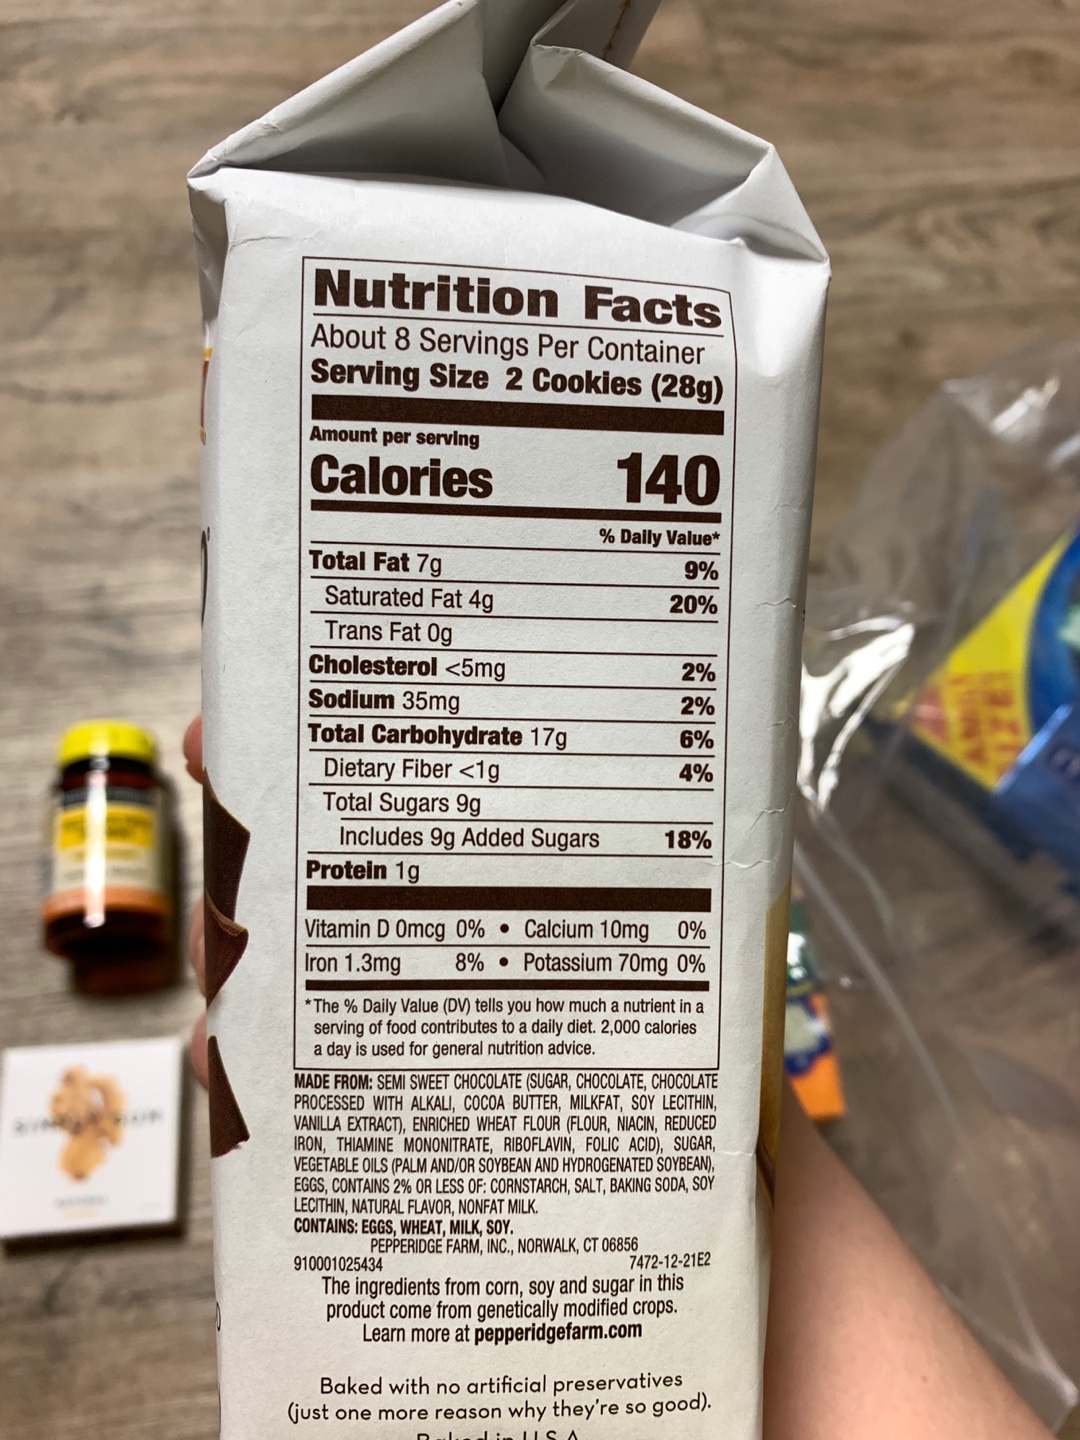 Nutrition Facts
About 8 Servings Per Container
Serving Size 2 Cookies (28g)
Amount per serving
Calories 140
% Daily Value*
Total Fat 7g 9%
Saturated Fat 4g 20%
Trans Fat 0g
Cholesterol <5mg 2%
Sodium 35mg 2%
Total Carbohydrate 17g 6%
Dietary Fiber <1g 4%
Total Sugars 9g
Includes 9g Added Sugars 18%
Protein 1g
Vitamin D 0mcg 0% • Calcium 10mg 0%
Iron 1.3mg 8% • Potassium 70mg 0%
*The % Daily Value (DV) tells you how much a nutrient in a
serving of food contributes to a daily diet. 2,000 calories
a day is used for general nutrition advice.
MADE FROM: SEMI SWEET CHOCOLATE (SUGAR, CHOCOLATE, CHOCOLATE
PROCESSED WITH ALKALI, COCOA BUTTER, MILKFAT, SOY LECITHIN,
VANILLA EXTRACT), ENRICHED WHEAT FLOUR (FLOUR, NIACIN, REDUCED
IRON, THIAMINE MONONITRATE, RIBOFLAVIN, FOLIC ACID), SUGAR,
VEGETABLE OILS (PALM AND/OR SOYBEAN AND HYDROGENATED SOYBEAN),
EGGS, CONTAINS 2% OR LESS OF: CORNSTARCH, SALT, BAKING SODA, SOY
LECITHIN, NATURAL FLAVOR, NONFAT MILK.
CONTAINS: EGGS, WHEAT, MILK, SOY.
PEPPERIDGE FARM, INC., NORWALK, CT 06856
910001025434 7472-12-21E2
The ingredients from corn, soy and sugar in this
product come from genetically modified crops.
Learn more at pepperidgefarm.com
Baked with no artificial preservatives
(just one more reason why they're so good).
Baked in U.S.A.
SIMPLY GUM
FAMILY
SIZE!